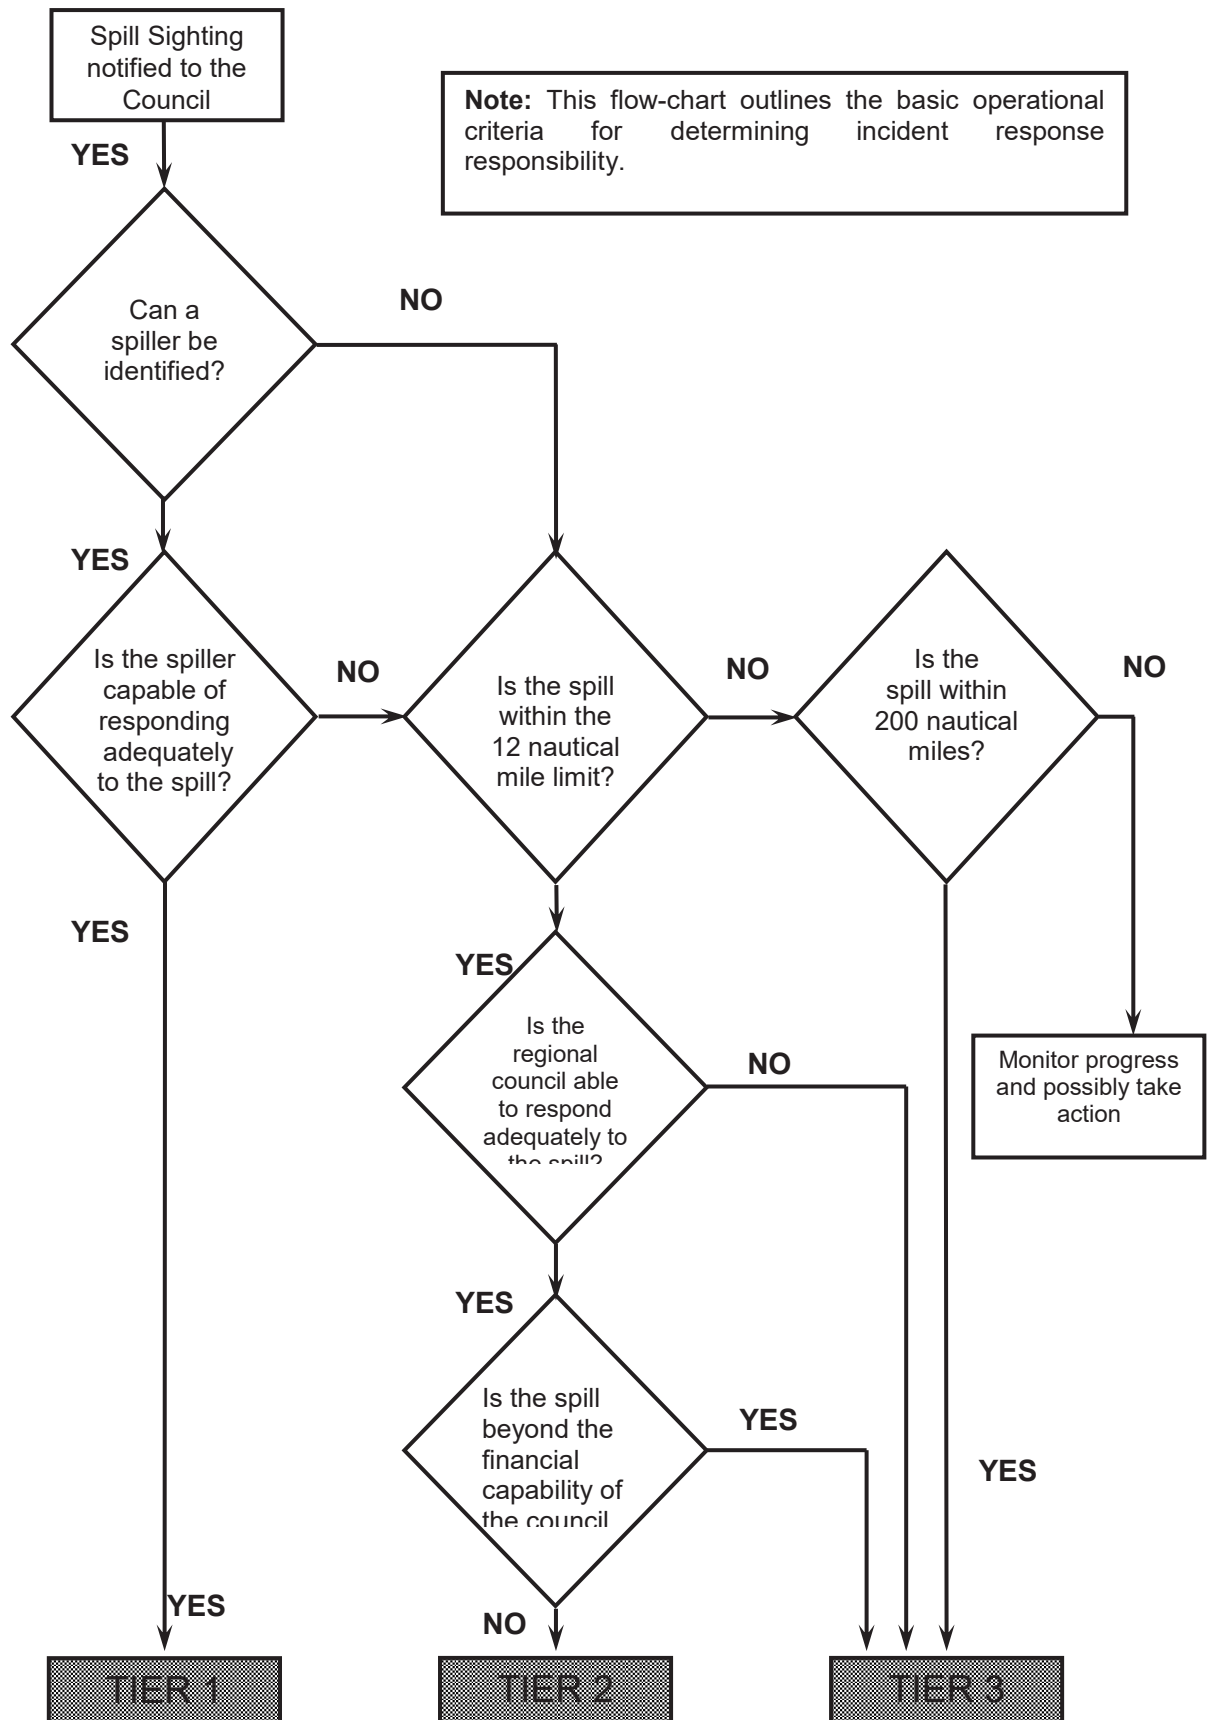 Spill Sighting
notified to the
Council
Note: This flow-chart outlines the basic operational
criteria for determining incident response
responsibility.
YES
Can a
spiller be
identified?
NO
YES
Is the spiller
capable of
responding
adequately
to the spill?
NO
Is the spill
within the
12 nautical
mile limit?
NO
Is the
spill within
200 nautical
miles?
NO
YES
YES
Is the
regional
council able
to respond
adequately to
the spill?
NO
Monitor progress
and possibly take
action
YES
Is the spill
beyond the
financial
capability of
the council
YES
YES
YES
NO
TIER 1
TIER 2
TIER 3